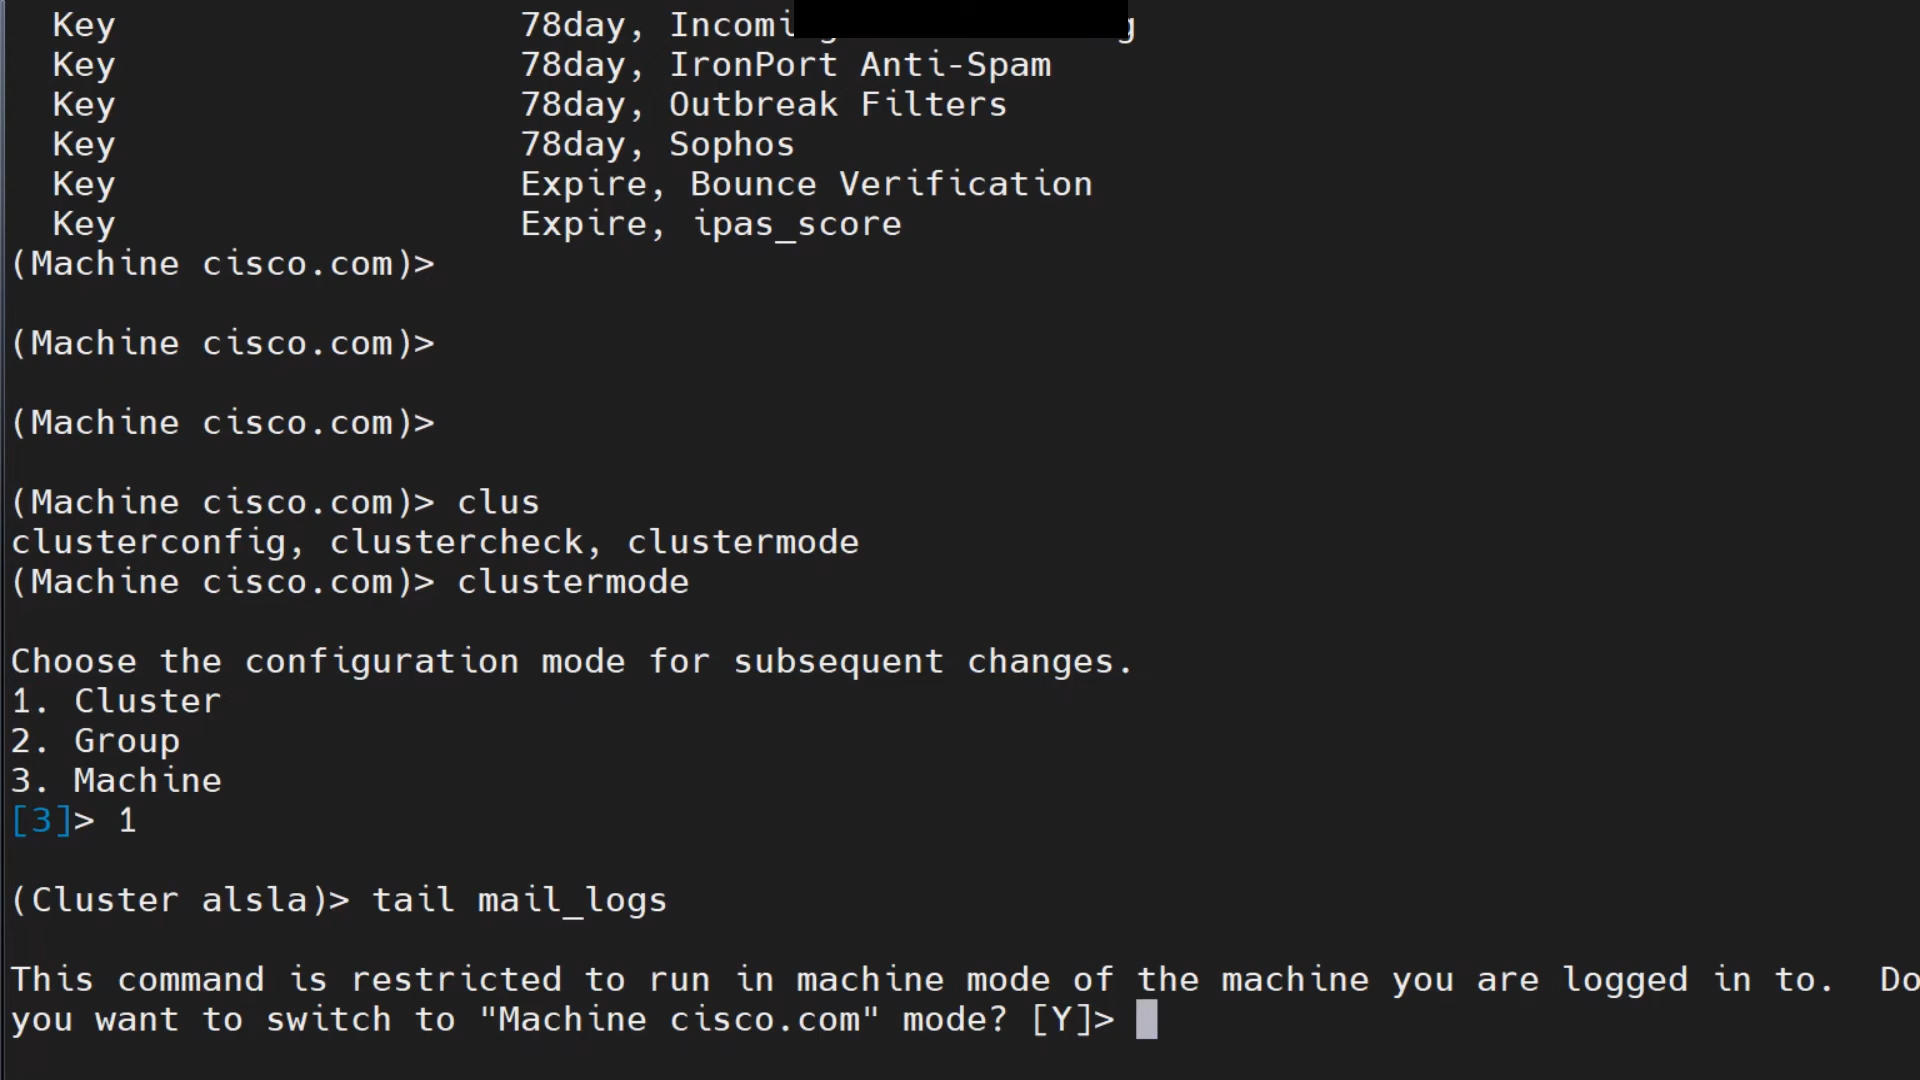 Key 78day,
Key 78day, IronPort Anti-Spam
Key 78day, Outbreak Filters
Key 78day, Sophos
Key Expire, Bounce Verification
Key Expire, ipas_score
(Machine cisco.com)>
(Machine cisco.com)>
(Machine cisco.com)>
(Machine cisco.com)> clus
clusterconfig, clustercheck, clustermode
(Machine cisco.com)> clustermode
Choose the configuration mode for subsequent changes.
1. Cluster
2. Group
3. Machine
[3]> 1
(Cluster alsla)> tail mail_logs
This command is restricted to run in machine mode of the machine you are logged in to.  Do
you want to switch to "Machine cisco.com" mode? [Y]>